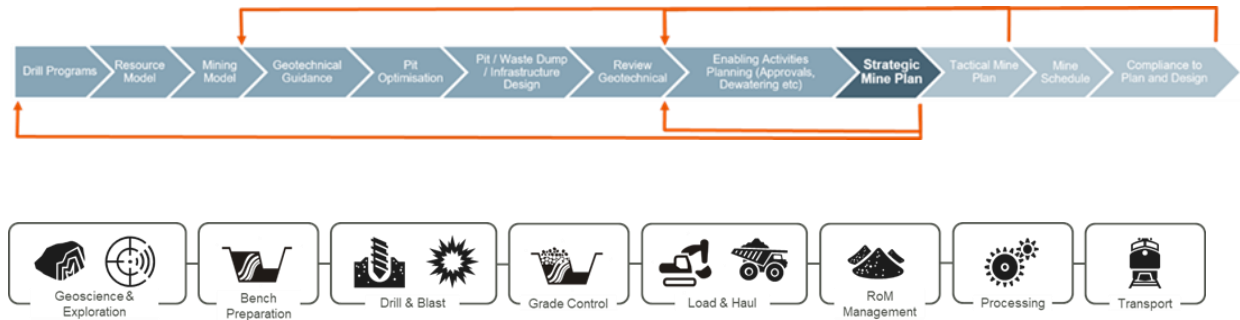 Drill Programs
Resource
Model
Mining
Model
Geotechnical
Guidance
Pit
Optimisation
Pit / Waste Dump
/ Infrastructure
Design
Review
Geotechnical
Enabling Activities
Planning (Approvals,
Dewatering etc)
Strategic
Mine Plan
Tactical Mine
Plan
Mine
Schedule
Compliance to
Plan and Design
Geoscience &
Exploration
Bench
Preparation
Drill & Blast
Grade Control
Load & Haul
RoM
Management
Processing
Transport